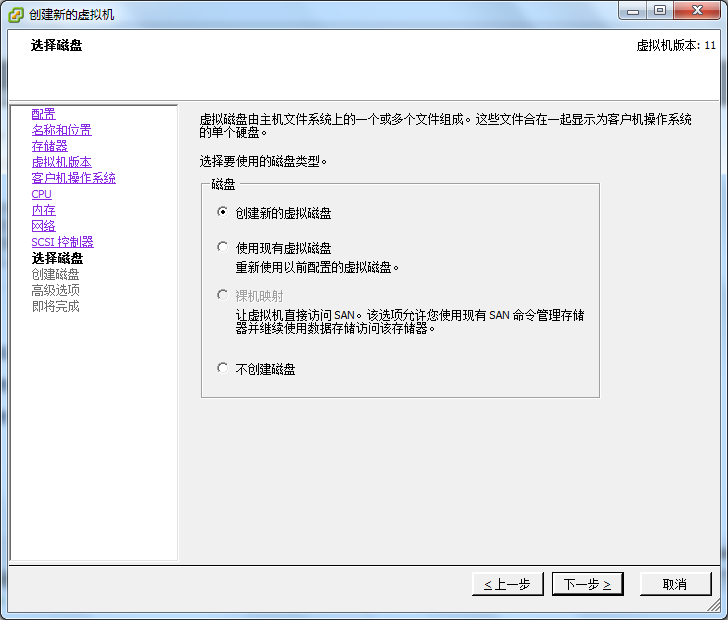 创建新的虚拟机
选择磁盘
虚拟机版本: 11
配置
名称和位置
存储器
虚拟机版本
客户机操作系统
CPU
内存
网络
SCSI 控制器
选择磁盘
创建磁盘
高级选项
即将完成
虚拟磁盘由主机文件系统上的一个或多个文件组成。这些文件合在一起显示为客户机操作系统
的单个硬盘。
选择要使用的磁盘类型。
磁盘
创建新的虚拟磁盘
使用现有虚拟磁盘
重新使用以前配置的虚拟磁盘。
裸机映射
让虚拟机直接访问 SAN。该选项允许您使用现有 SAN 命令管理存储
器并继续使用数据存储访问该存储器。
不创建磁盘
< 上一步
下一步 >
取消